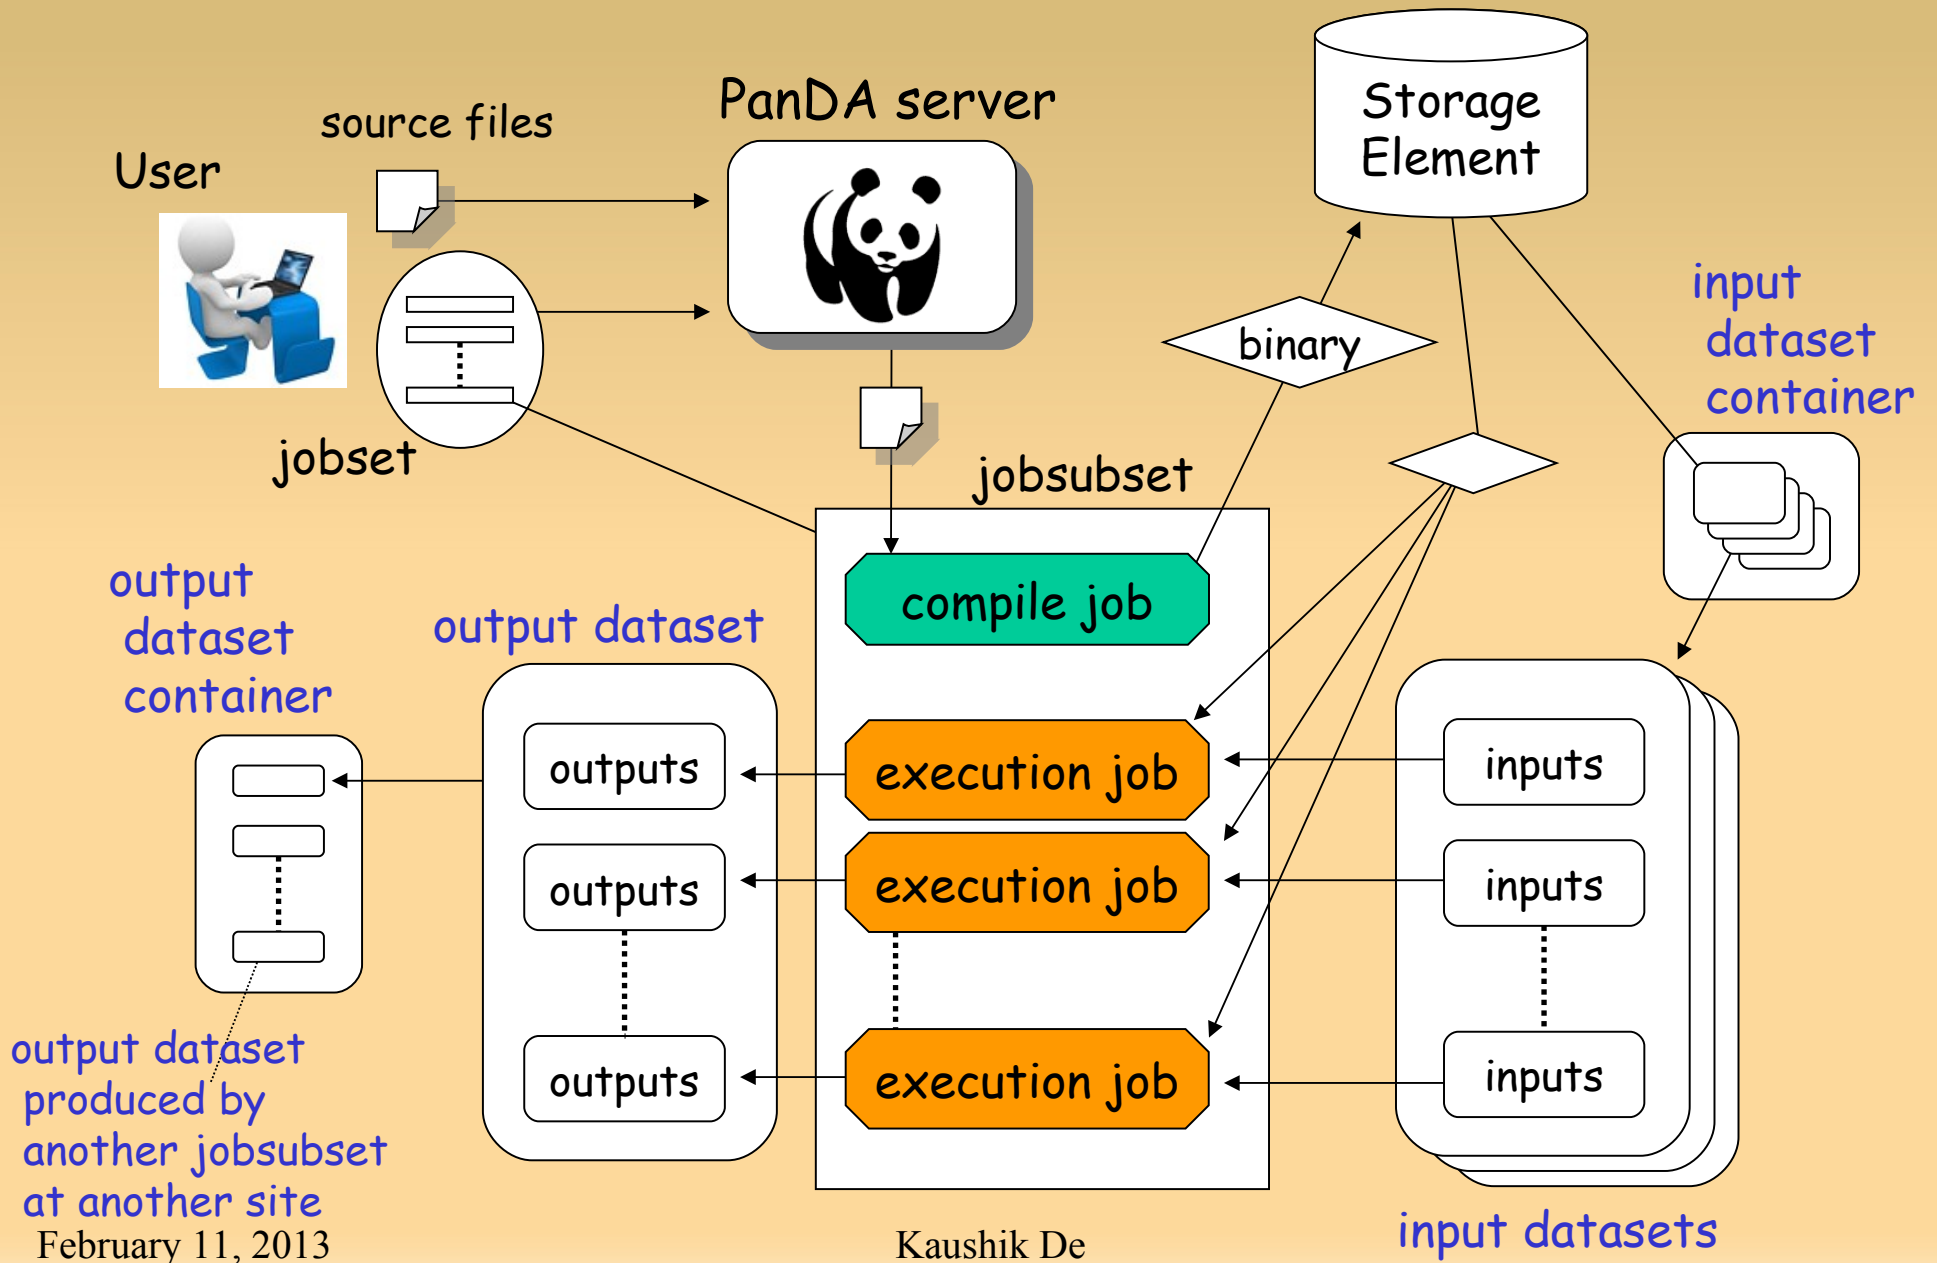 PanDA server
source files
User
Storage
Element
input
dataset
container
binary
jobset
jobsubset
compile job
output
dataset
container
output dataset
outputs
execution job
inputs
outputs
execution job
inputs
outputs
execution job
inputs
output dataset
produced by
another jobsubset
at another site
input datasets
February 11, 2013
Kaushik De